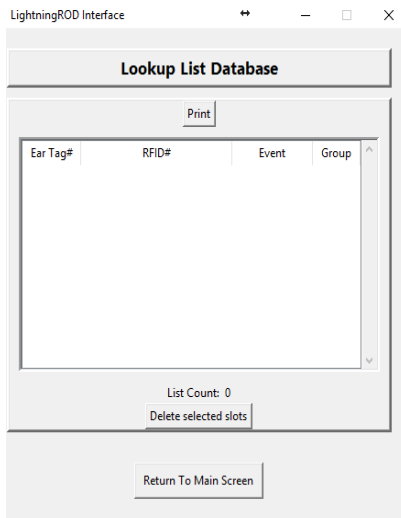 LightningROD Interface
Lookup List Database
Print
Ear Tag# RFID# Event Group
List Count: 0
Delete selected slots
Return To Main Screen